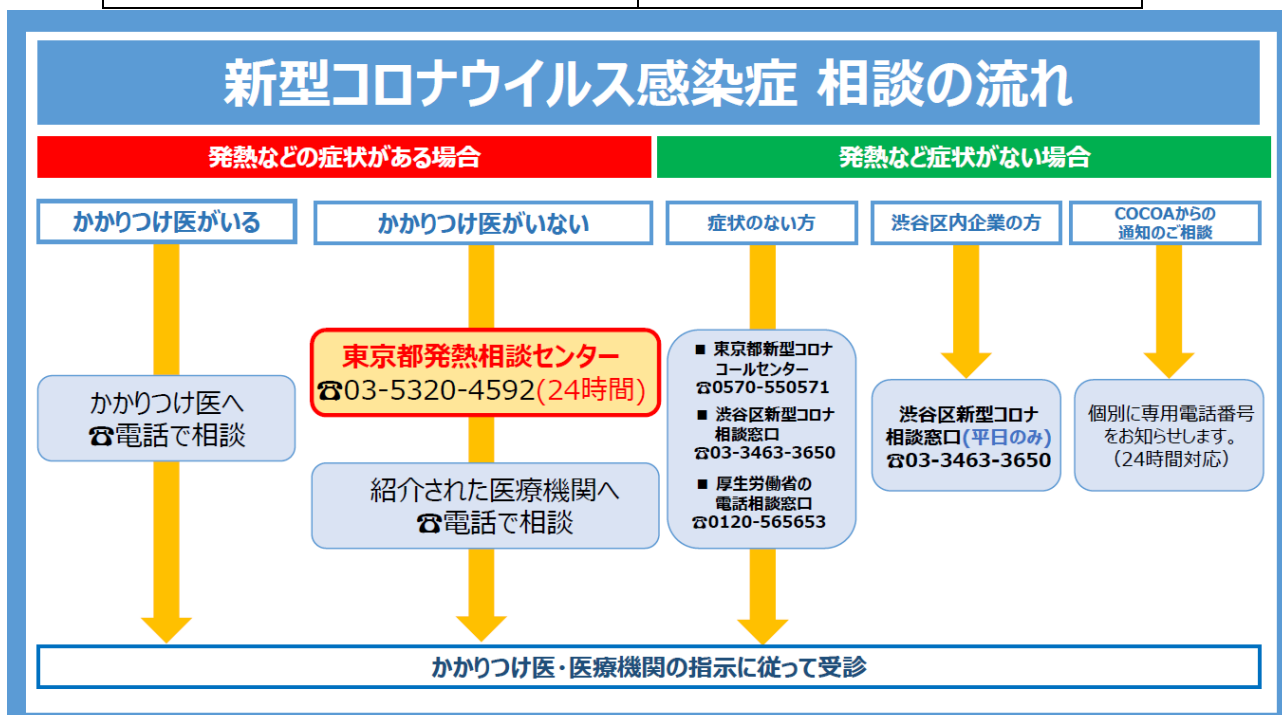 新型コロナウイルス感染症 相談の流れ
発熱などの症状がある場合
発熱など症状がない場合
かかりつけ医がいる
かかりつけ医へ
☎電話で相談
かかりつけ医がいない
東京都発熱相談センター
☎03-5320-4592(24時間)
紹介された医療機関へ
☎電話で相談
症状のない方
■ 東京都新型コロナ
コールセンター
☎0570-550571
■ 渋谷区新型コロナ
相談窓口
☎03-3463-3650
■ 厚生労働省の
電話相談窓口
☎0120-565653
渋谷区内企業の方
渋谷区新型コロナ
相談窓口(平日のみ)
☎03-3463-3650
COCOAからの
通知のご相談
個別に専用電話番号
をお知らせします。
（24時間対応）
かかりつけ医・医療機関の指示に従って受診